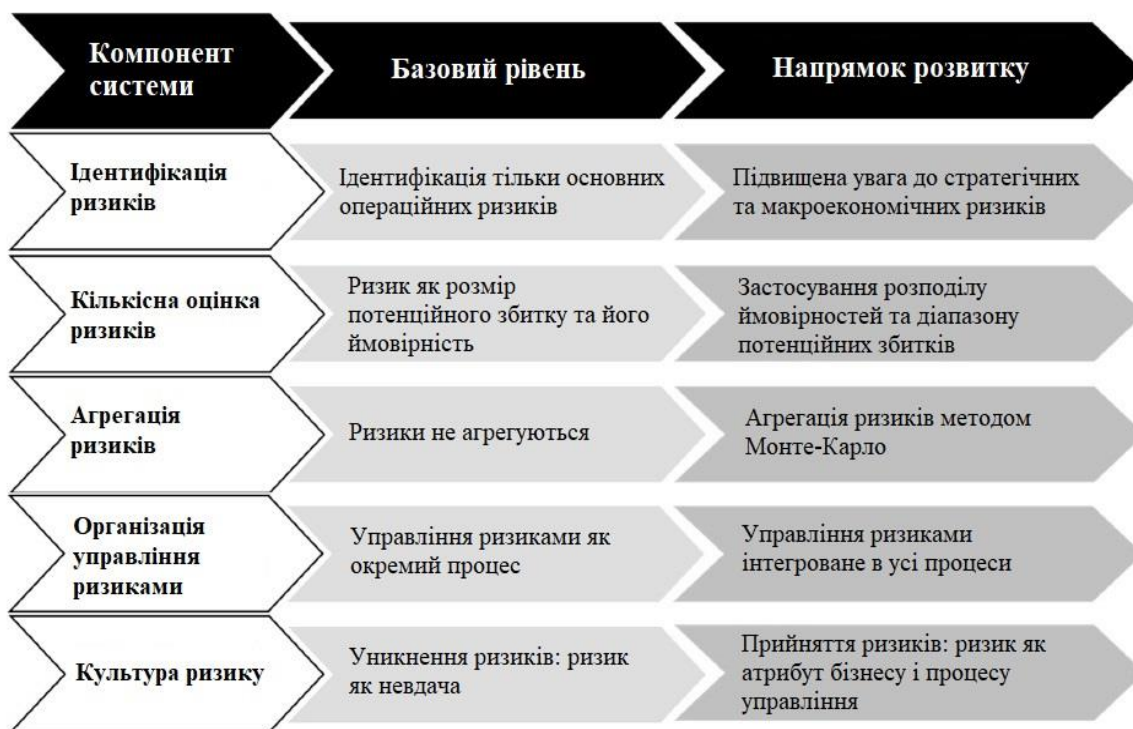 Компонент
системи
Базовий рівень
Напрямок розвитку
Ідентифікація
ризиків
Ідентифікація тільки основних
операційних ризиків
Підвищена увага до стратегічних
та макроекономічних ризиків
Кількісна оцінка
ризиків
Ризик як розмір
потенційного збитку та його
ймовірність
Застосування розподілу
ймовірностей та діапазону
потенційних збитків
Агрегація
ризиків
Ризики не агрегуються
Агрегація ризиків методом
Монте-Карло
Організація
управління
ризиками
Управління ризиками як
окремий процес
Управління ризиками
інтегроване в усі процеси
Культура ризику
Уникнення ризиків: ризик
як невдача
Прийняття ризиків: ризик як
атрибут бізнесу і процесу
управління